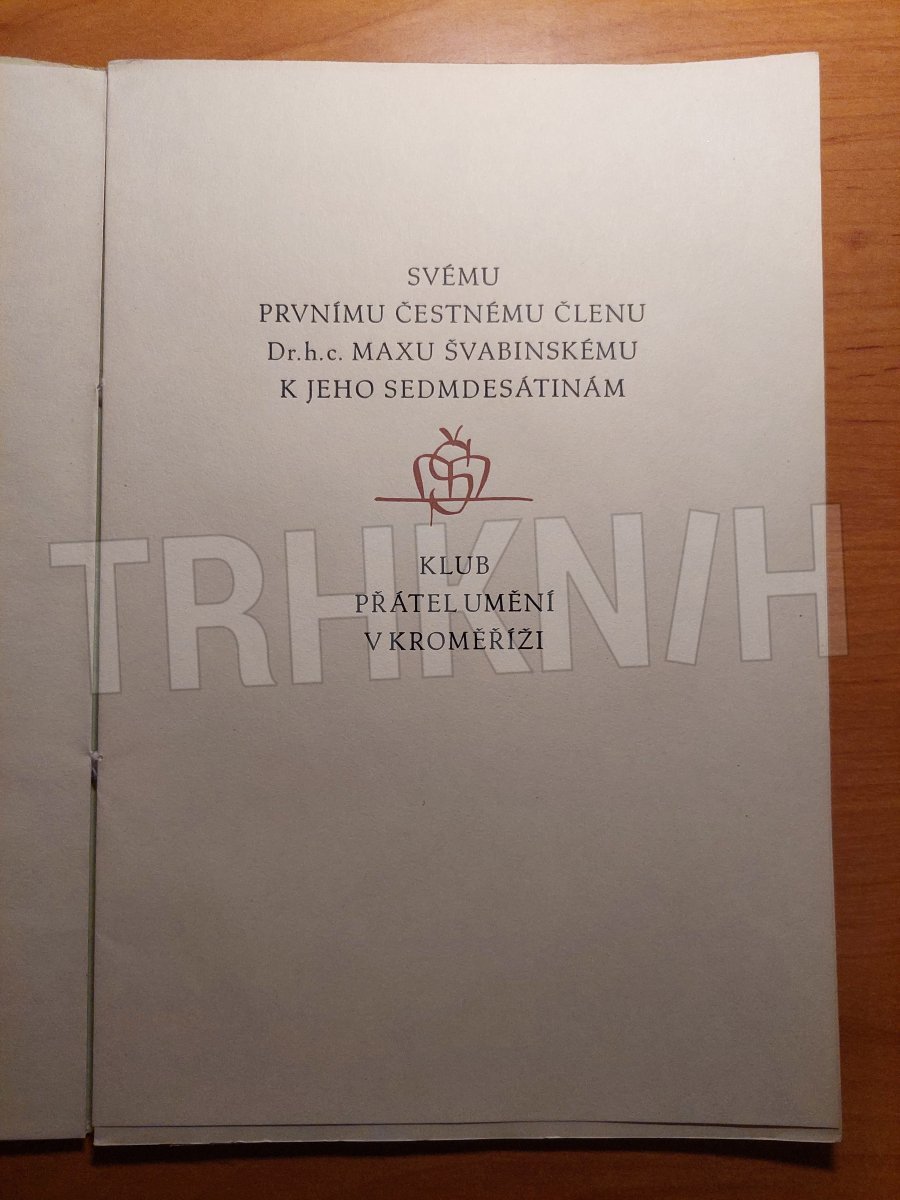 SVÉMU
PRVNÍMU ČESTNÉMU ČLENU
Dr.h.c. MAXU ŠVABINSKÉMU
K JEHO SEDMDESÁTINÁM
KLUB
PŘÁTEL UMĚNÍ
V KROMĚŘÍŽI
TRHKNIH